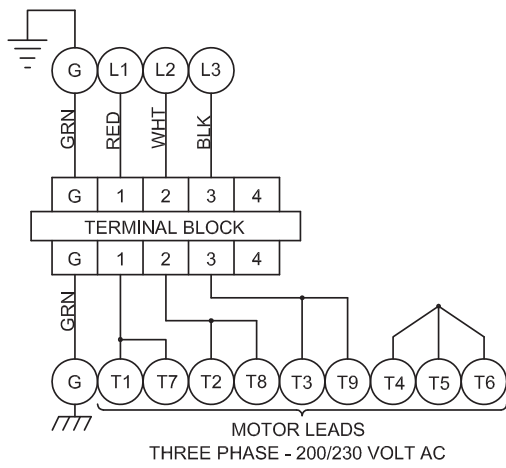 G L1 L2 L3
GRN RED WHT BLK
G 1 2 3 4
TERMINAL BLOCK
G 1 2 3 4
GRN
G T1 T7 T2 T8 T3 T9 T4 T5 T6
MOTOR LEADS
THREE PHASE - 200/230 VOLT AC